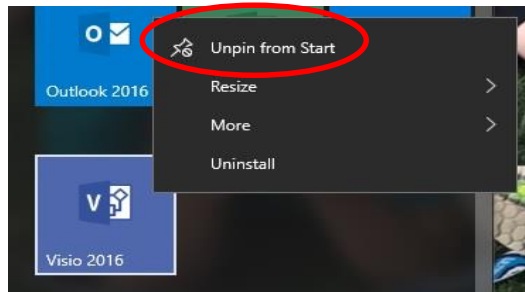 Outlook 2016
Unpin from Start
Resize
More
Uninstall
V
Visio 2016